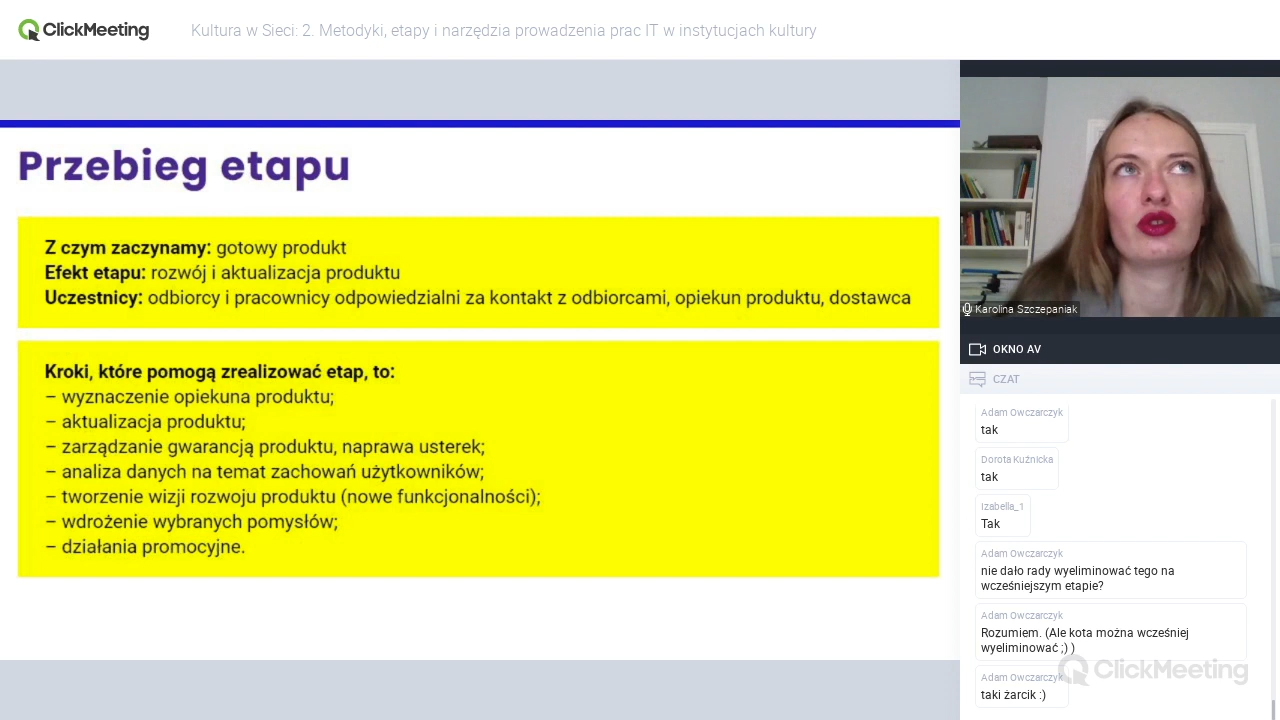 ClickMeeting
Kultura w Sieci: 2. Metodyki, etapy i narzędzia prowadzenia prac IT w instytucjach kultury
Przebieg etapu
Z czym zaczynamy: gotowy produkt
Efekt etapu: rozwój i aktualizacja produktu
Uczestnicy: odbiorcy i pracownicy odpowiedzialni za kontakt z odbiorcami, opiekun produktu, dostawca
Kroki, które pomogą zrealizować etap, to:
– wyznaczenie opiekuna produktu;
– aktualizacja produktu;
– zarządzanie gwarancją produktu, naprawa usterek;
– analiza danych na temat zachowań użytkowników;
– tworzenie wizji rozwoju produktu (nowe funkcjonalności);
– wdrożenie wybranych pomysłów;
– działania promocyjne.
Karolina Szczepaniak
OKNO AV
CZAT
Adam Owczarczyk
tak
Dorota Kuźnicka
tak
Izabella_1
Tak
Adam Owczarczyk
nie dało rady wyeliminować tego na
wcześniejszym etapie?
Adam Owczarczyk
Rozumiem. (Ale kota można wcześniej
wyeliminować ;) )
Adam Owczarczyk
taki żarcik :)
ClickMeeting